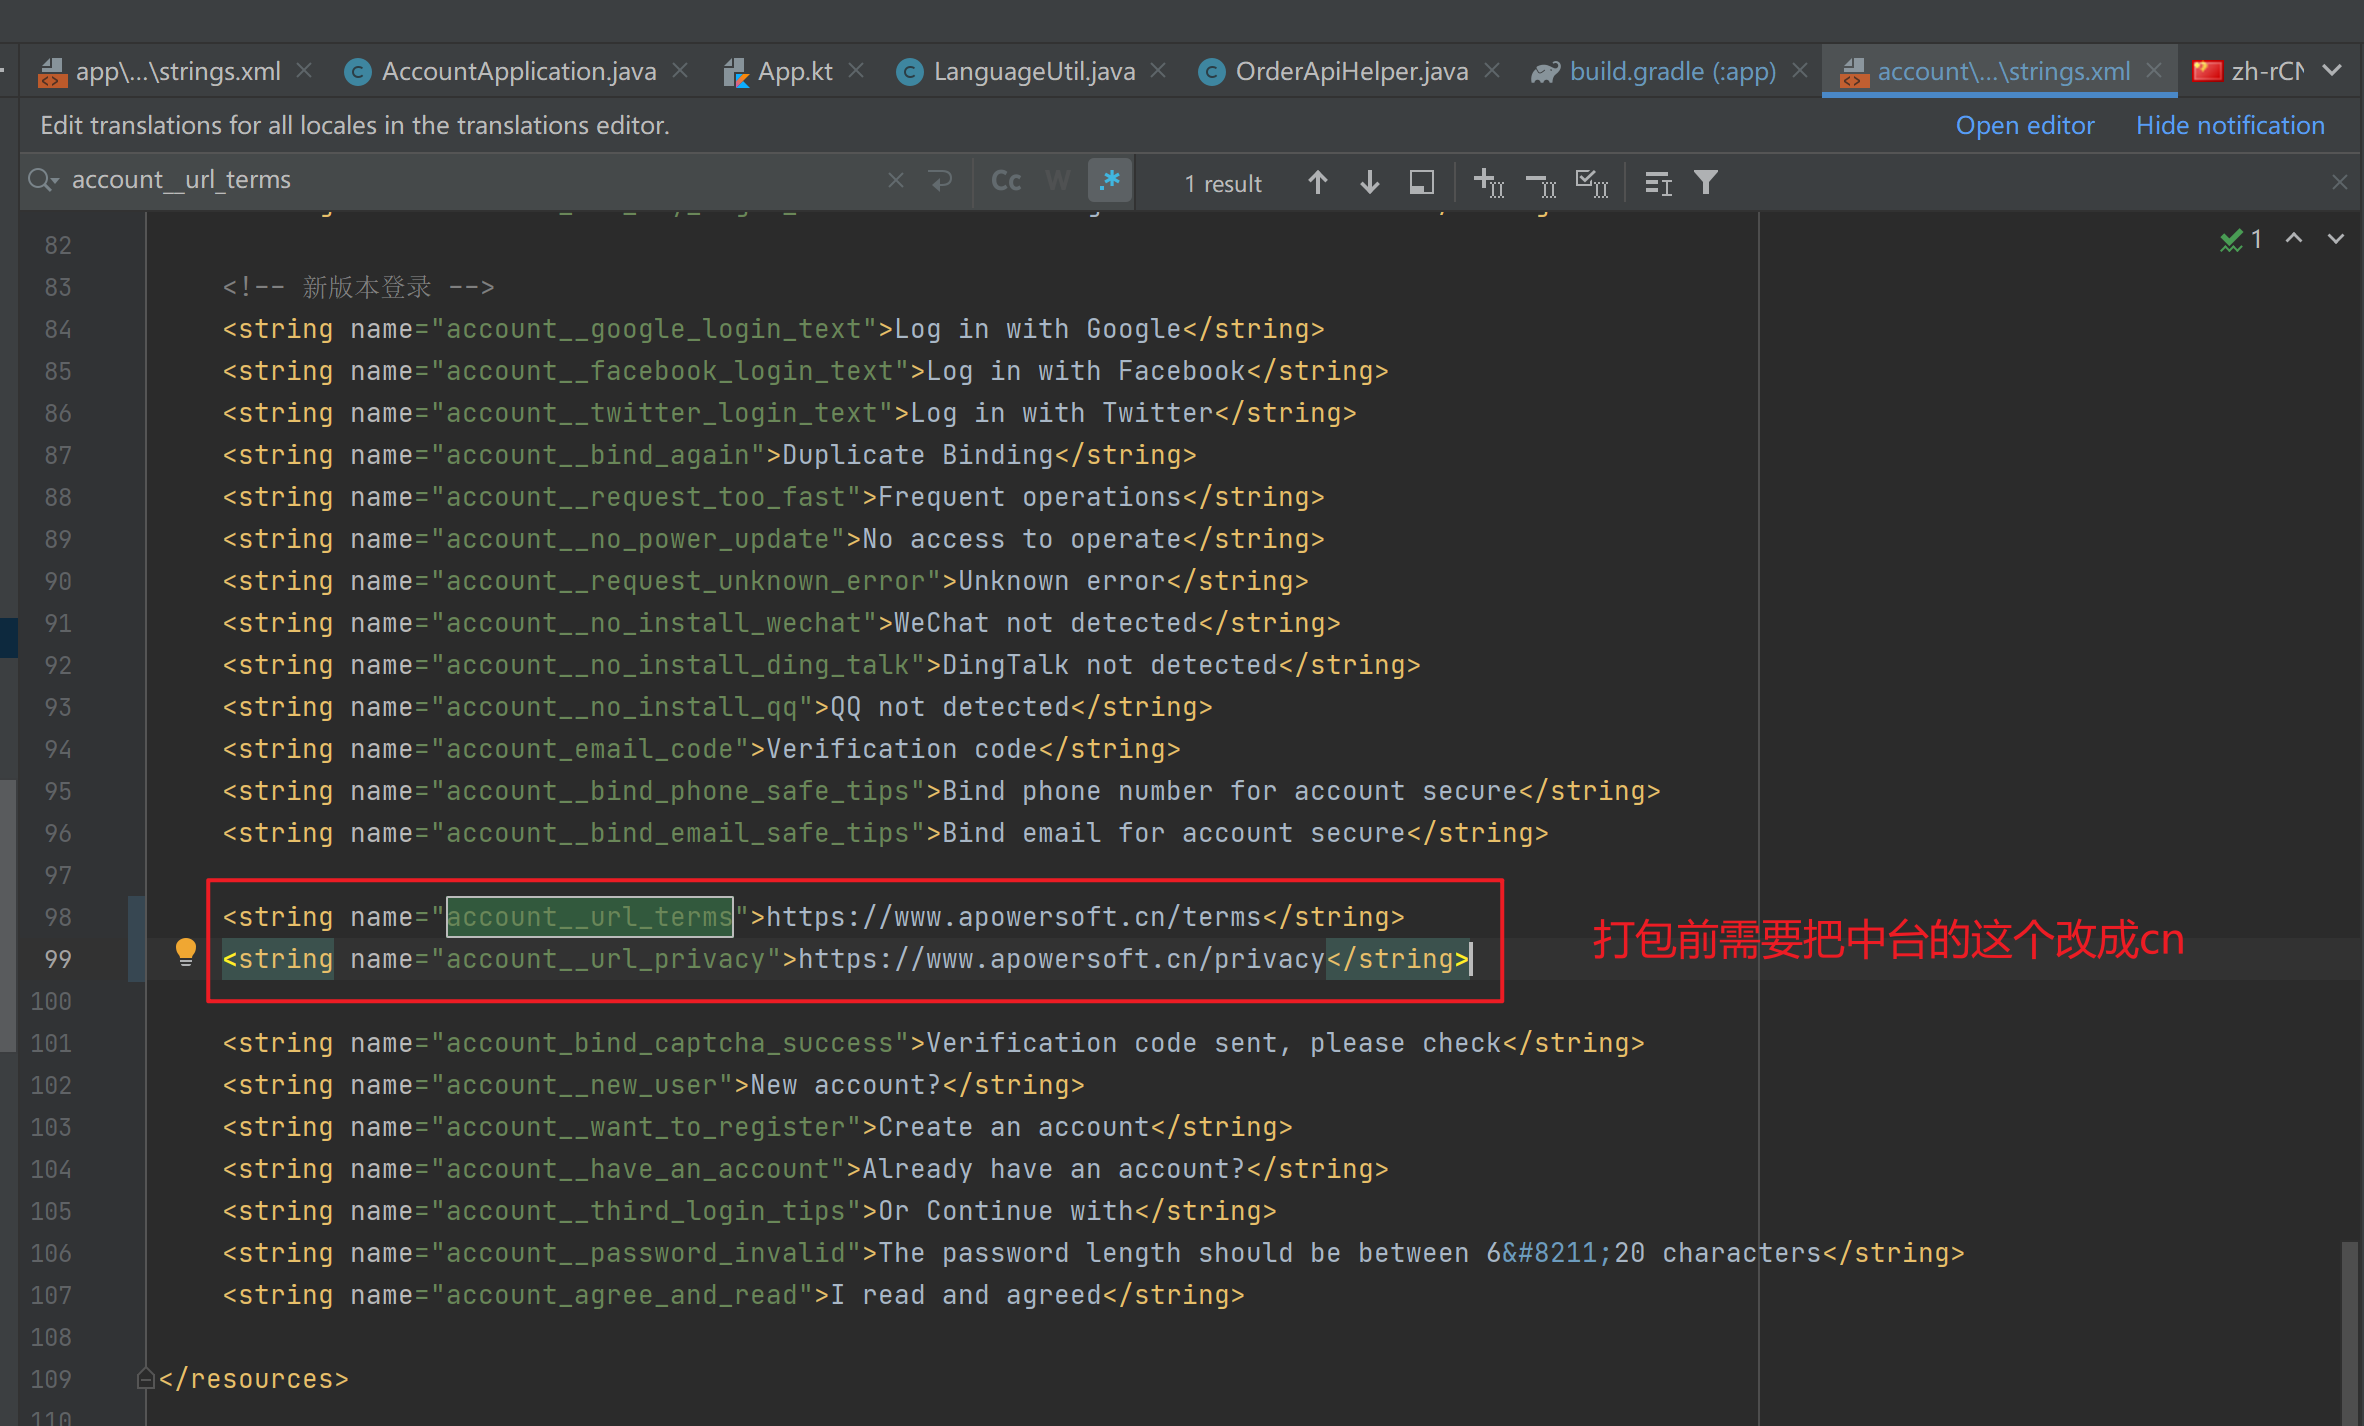 app\...\strings.xml AccountApplication.java App.kt LanguageUtil.java OrderApiHelper.java build.gradle (:app) account\...\strings.xml zh-rCN
Edit translations for all locales in the translations editor. Open editor Hide notification
account__url_terms Cc W .* 1 result
82 1
83 <!-- 新版本登录 -->
84 <string name="account__google_login_text">Log in with Google</string>
85 <string name="account__facebook_login_text">Log in with Facebook</string>
86 <string name="account__twitter_login_text">Log in with Twitter</string>
87 <string name="account__bind_again">Duplicate Binding</string>
88 <string name="account__request_too_fast">Frequent operations</string>
89 <string name="account__no_power_update">No access to operate</string>
90 <string name="account__request_unknown_error">Unknown error</string>
91 <string name="account__no_install_wechat">WeChat not detected</string>
92 <string name="account__no_install_ding_talk">DingTalk not detected</string>
93 <string name="account__no_install_qq">QQ not detected</string>
94 <string name="account_email_code">Verification code</string>
95 <string name="account__bind_phone_safe_tips">Bind phone number for account secure</string>
96 <string name="account__bind_email_safe_tips">Bind email for account secure</string>
97
98 <string name="account__url_terms">https://www.apowersoft.cn/terms</string>
99 <string name="account__url_privacy">https://www.apowersoft.cn/privacy</string>
打包前需要把中台的这个改成cn
100
101 <string name="account_bind_captcha_success">Verification code sent, please check</string>
102 <string name="account__new_user">New account?</string>
103 <string name="account__want_to_register">Create an account</string>
104 <string name="account__have_an_account">Already have an account?</string>
105 <string name="account__third_login_tips">Or Continue with</string>
106 <string name="account__password_invalid">The password length should be between 6&#8211;20 characters</string>
107 <string name="account_agree_and_read">I read and agreed</string>
108
109 </resources>
110